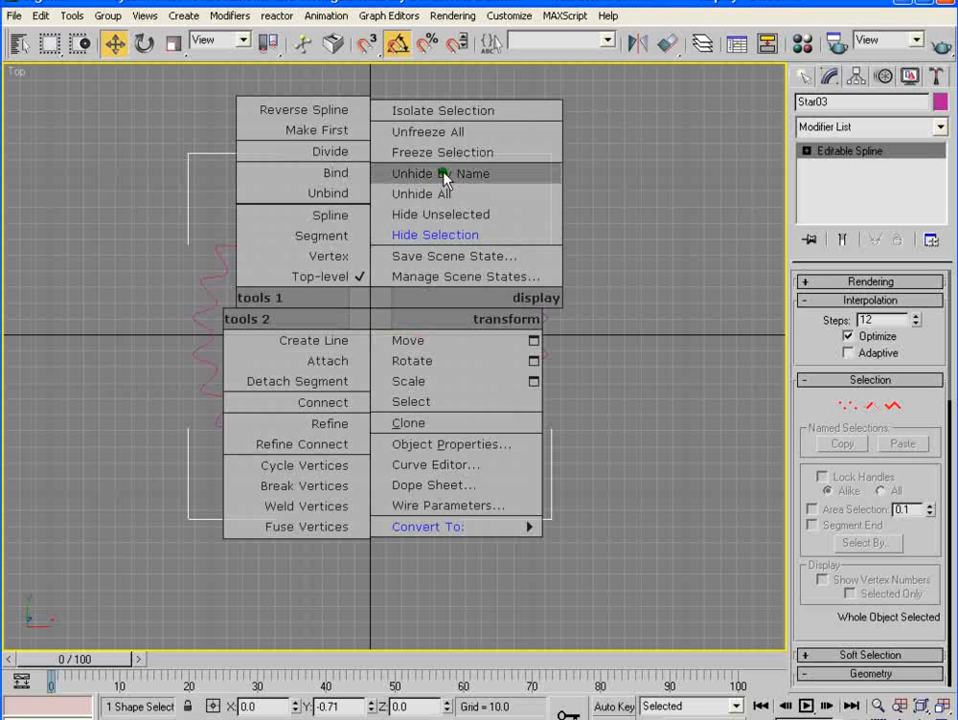 Edit Tools Group Views Create Modifiers reactor Animation Graph Editors Rendering Customize MAXScript Help
View
View
Top
Star03
Modifier List
Editable Spline
Reverse Spline
Make First
Divide
Bind
Unbind
Spline
Segment
Vertex
Top-level
tools 1
Isolate Selection
Unfreeze All
Freeze Selection
Unhide By Name
Unhide All
Hide Unselected
Hide Selection
Save Scene State...
Manage Scene States...
display
tools 2
Create Line
Attach
Detach Segment
Connect
Refine
Refine Connect
Cycle Vertices
Break Vertices
Weld Vertices
Fuse Vertices
transform
Move
Rotate
Scale
Select
Clone
Object Properties...
Curve Editor...
Dope Sheet...
Wire Parameters...
Convert To:
+ Rendering
- Interpolation
Steps: 12
Optimize
Adaptive
- Selection
Named Selections:
Copy Paste
Lock Handles
Alike All
Area Selection: 0.1
Segment End
Select By..
Display
Show Vertex Numbers
Selected Only
Whole Object Selected
+ Soft Selection
- Geometry
< 0 / 100 >
0 10 20 30 40 50 60 70 80 90 100
1 Shape Select X: 0.0 Y: -0.71 Z: 0.0 Grid = 10.0 Auto Key Selected